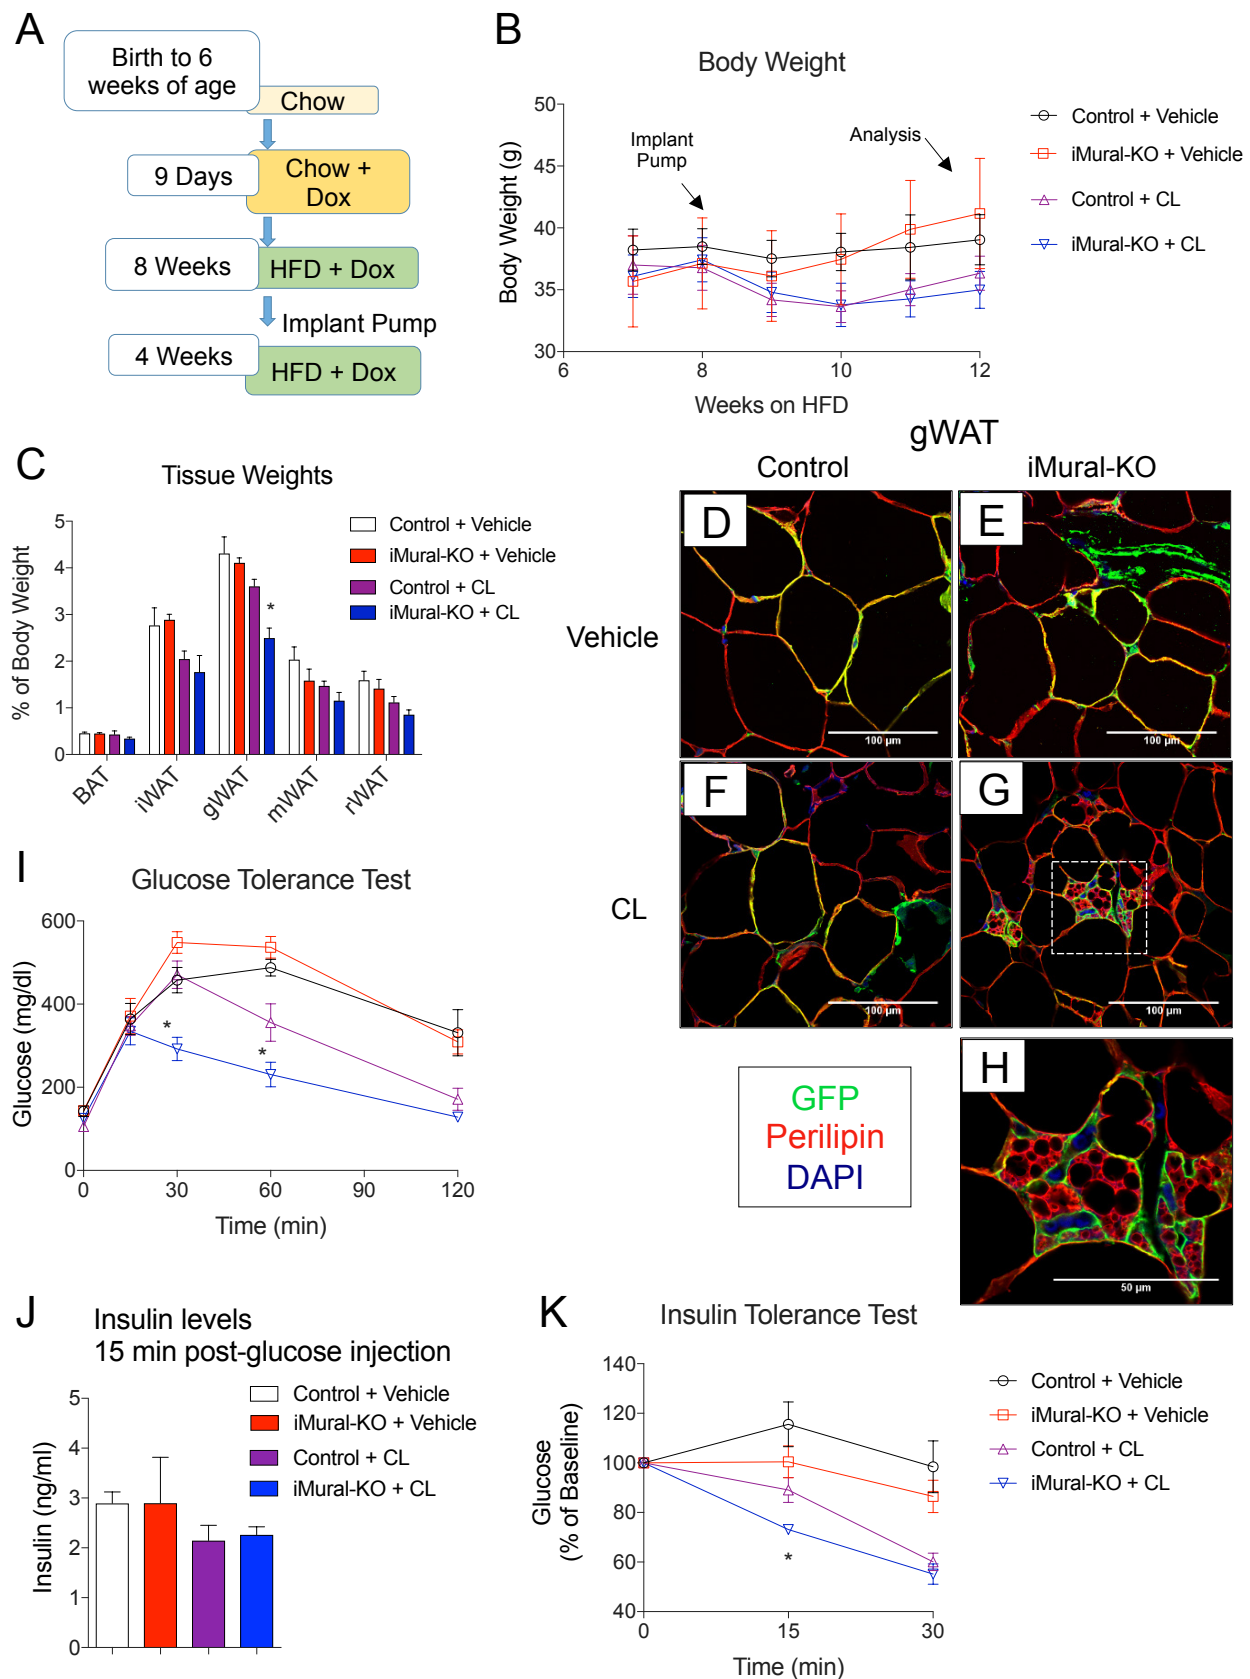 A
Birth to 6
weeks of age
Chow
9 Days
Chow +
Dox
8 Weeks
HFD + Dox
Implant Pump
4 Weeks
HFD + Dox
B
Body Weight
50
45
40
35
30
Body Weight (g)
Implant
Pump
Analysis
6
8
10
12
Weeks on HFD
Control + Vehicle
iMural-KO + Vehicle
Control + CL
iMural-KO + CL
C
Tissue Weights
5
4
3
2
1
0
% of Body Weight
Control + Vehicle
iMural-KO + Vehicle
Control + CL
iMural-KO + CL
*
BAT
iWAT
gWAT
mWAT
rWAT
gWAT
Control
iMural-KO
Vehicle
CL
D
100 µm
E
100 µm
F
100 µm
G
100 µm
GFP
Perilipin
DAPI
H
50 µm
I
Glucose Tolerance Test
600
400
200
0
Glucose (mg/dl)
*
*
0
30
60
90
120
Time (min)
J
Insulin levels
15 min post-glucose injection
5
4
3
2
1
0
Insulin (ng/ml)
Control + Vehicle
iMural-KO + Vehicle
Control + CL
iMural-KO + CL
K
Insulin Tolerance Test
140
120
100
80
60
40
Glucose
(% of Baseline)
*
0
15
30
Time (min)
Control + Vehicle
iMural-KO + Vehicle
Control + CL
iMural-KO + CL